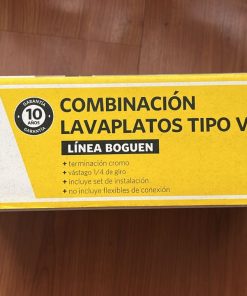 GARANTÍA
10
AÑOS
GARANTÍA
COMBINACIÓN
LAVAPLATOS TIPO V
LÍNEA BOGUEN
+ terminación cromo
+ vástago 1/4 de giro
+ incluye set de instalación
+ no incluye flexibles de conexión